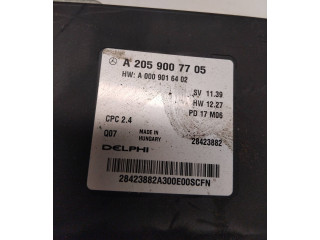 A 205 900 77 05
HW: A 000 901 64 02
SV 11.39
HW 12.27
PD 17 M06
CPC 2.4
Q07
MADE IN
HUNGARY
28423882
DELPHI
28423882A300E00SCFN